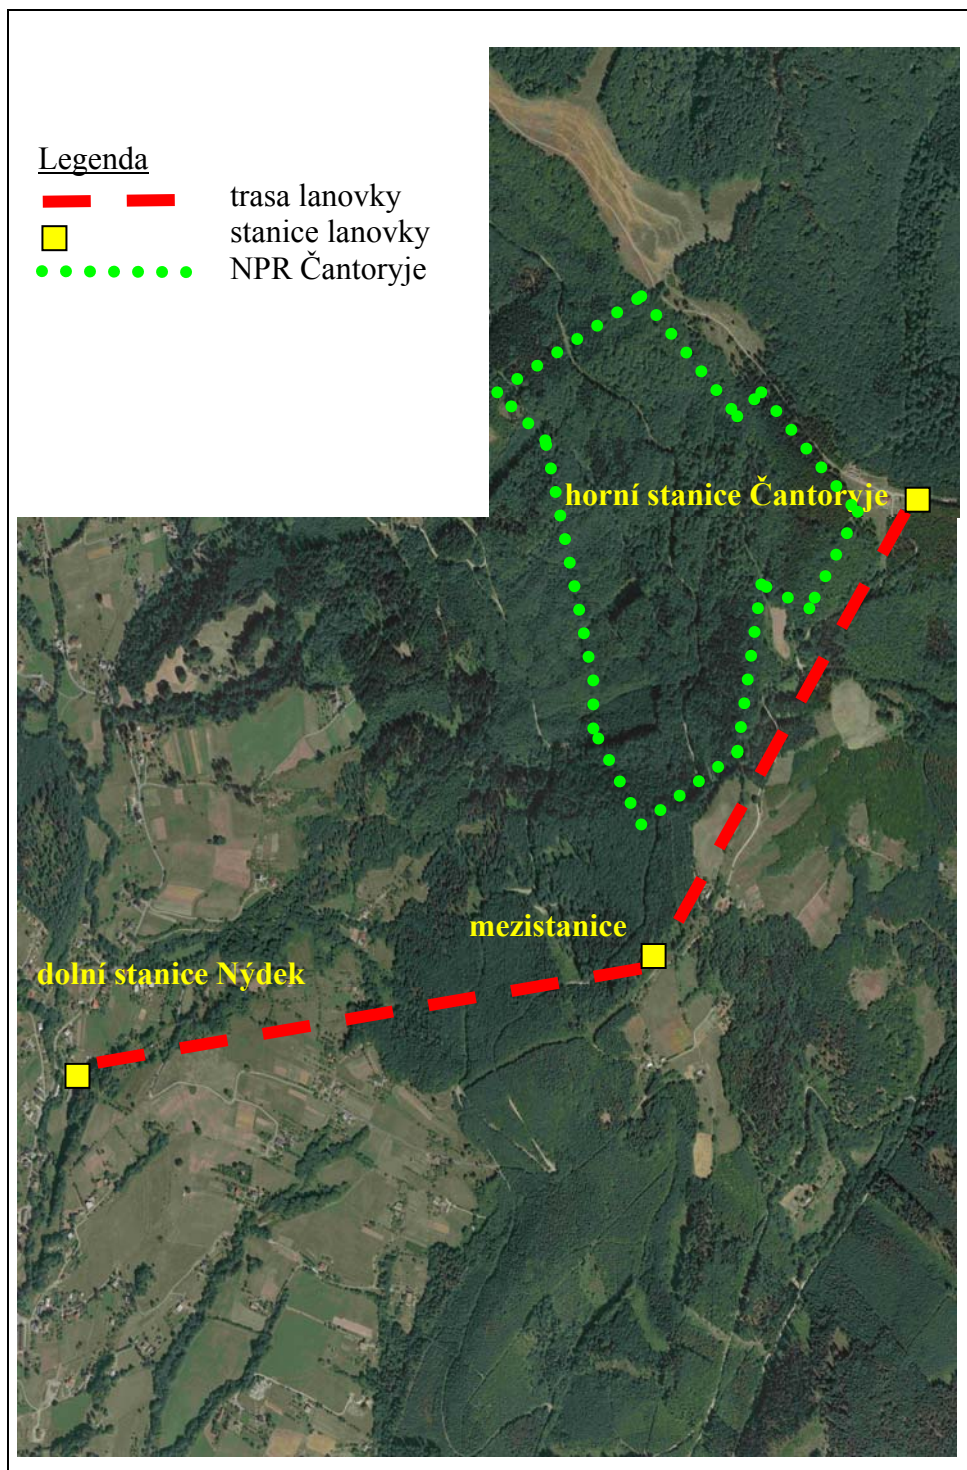 Legenda
trasa lanovky
stanice lanovky
NPR Čantoryje
horní stanice Čantoryje
mezistanice
dolní stanice Nýdek